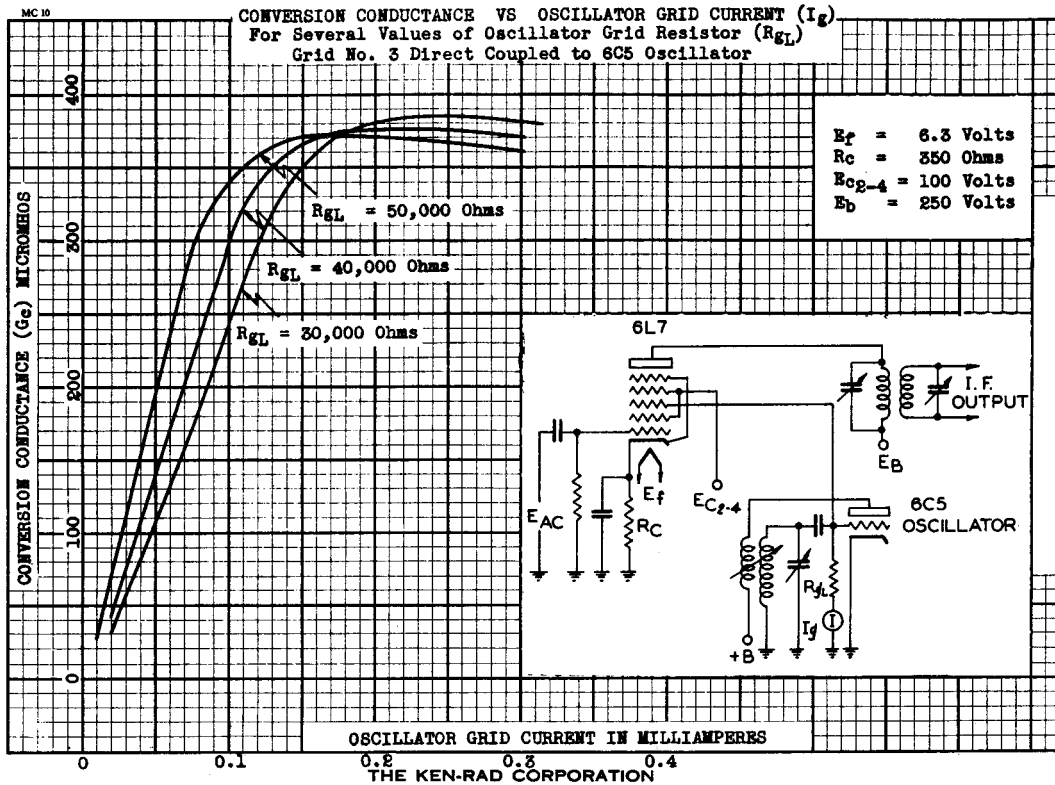 MC 10
CONVERSION CONDUCTANCE VS OSCILLATOR GRID CURRENT (Ig)
For Several Values of Oscillator Grid Resistor (RgL)
Grid No. 3 Direct Coupled to 6C5 Oscillator
Ef = 6.3 Volts
Rc = 350 Ohms
Ec2-4 = 100 Volts
Eb = 250 Volts
CONVERSION CONDUCTANCE (Gc) MICROMHOS
400
300
200
100
0
RgL = 50,000 Ohms
RgL = 40,000 Ohms
RgL = 30,000 Ohms
6L7
I.F.
OUTPUT
EB
EAC
Ef
RC
EC2-4
6C5
OSCILLATOR
RgL
Ig
I
+B
OSCILLATOR GRID CURRENT IN MILLIAMPERES
0 0.1 0.2 0.3 0.4
THE KEN-RAD CORPORATION